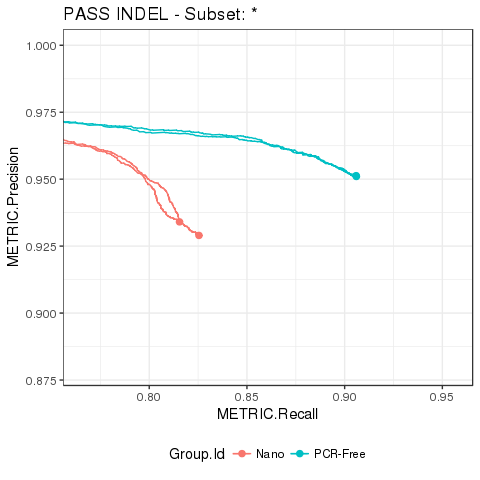 PASS INDEL - Subset: *
1.000
0.975
0.950
0.925
0.900
0.875
METRIC.Precision
0.80 0.85 0.90 0.95
METRIC.Recall
Group.Id Nano PCR-Free